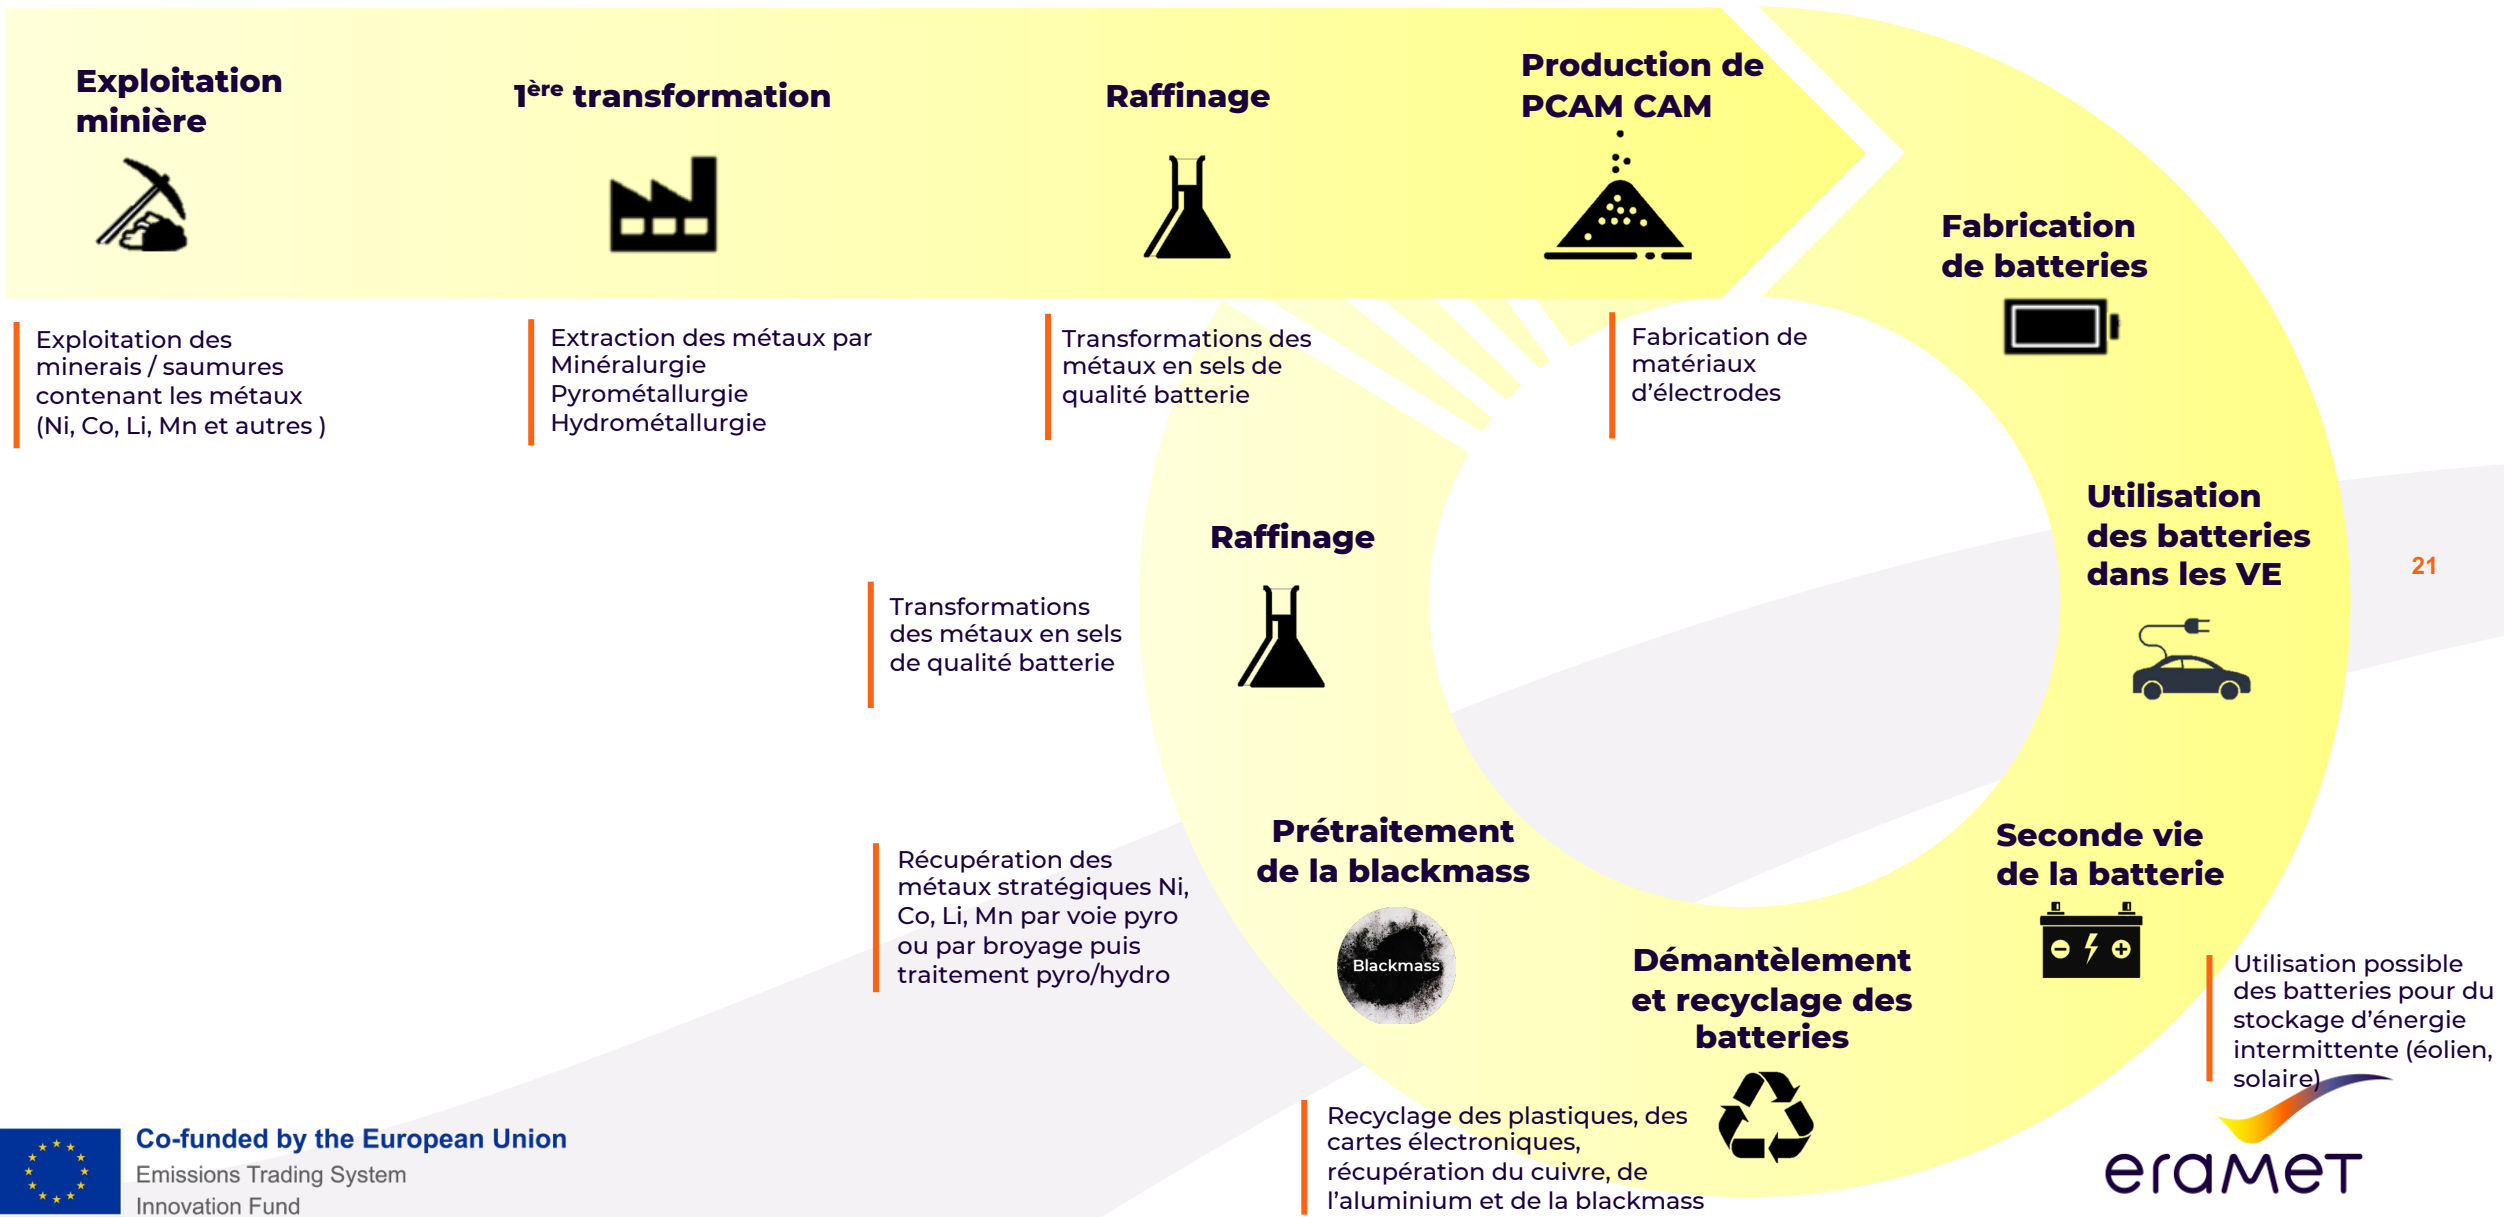 Exploitation
minière
1ère transformation
Raffinage
Production de
PCAM CAM
Exploitation des
minerais / saumures
contenant les métaux
(Ni, Co, Li, Mn et autres )
Extraction des métaux par
Minéralurgie
Pyrométallurgie
Hydrométallurgie
Transformations des
métaux en sels de
qualité batterie
Fabrication de
matériaux
d’électrodes
Fabrication
de batteries
Utilisation
des batteries
dans les VE
21
Seconde vie
de la batterie
Utilisation possible
des batteries pour du
stockage d’énergie
intermittente (éolien,
solaire)
Démantèlement
et recyclage des
batteries
Recyclage des plastiques, des
cartes électroniques,
récupération du cuivre, de
l’aluminium et de la blackmass
Prétraitement
de la blackmass
Blackmass
Récupération des
métaux stratégiques Ni,
Co, Li, Mn par voie pyro
ou par broyage puis
traitement pyro/hydro
Raffinage
Transformations
des métaux en sels
de qualité batterie
Co-funded by the European Union
Emissions Trading System
Innovation Fund
eramet